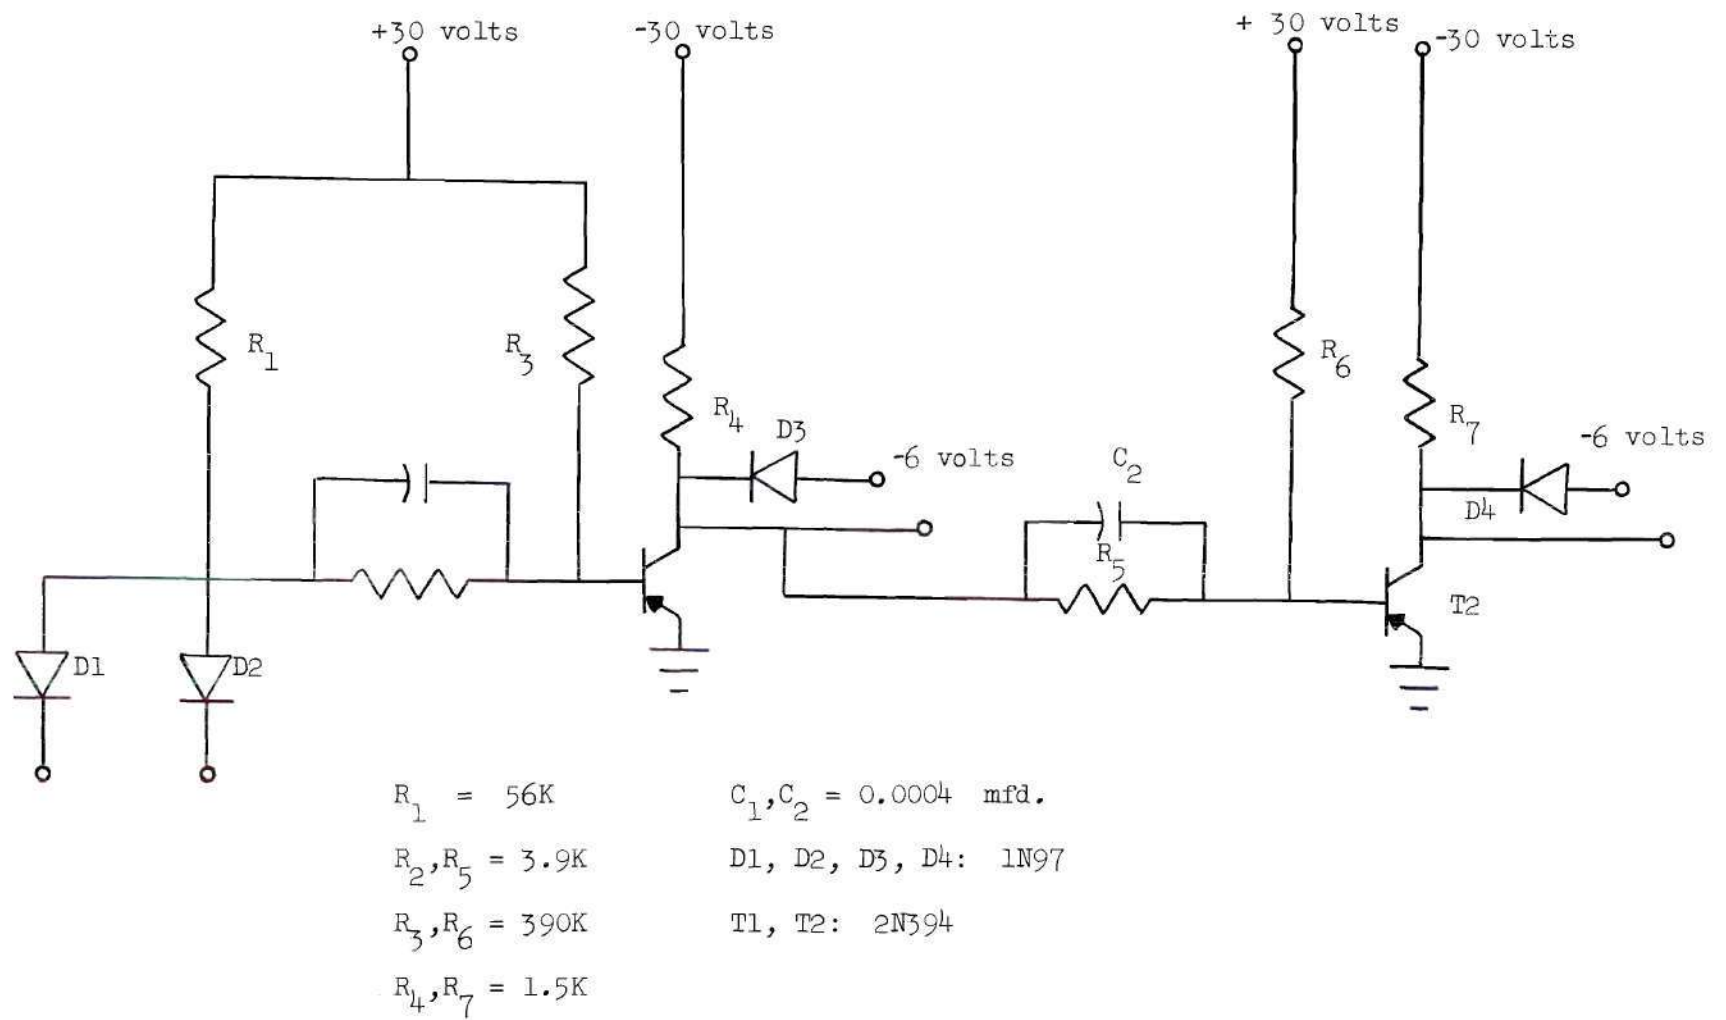 +30 volts
-30 volts
+ 30 volts
-30 volts
R1
R3
R4
D3
-6 volts
C2
R5
R6
R7
-6 volts
D4
T2
D1
D2
R1 = 56K
R2,R5 = 3.9K
R3,R6 = 390K
R4,R7 = 1.5K
C1,C2 = 0.0004 mfd.
D1, D2, D3, D4: 1N97
T1, T2: 2N394